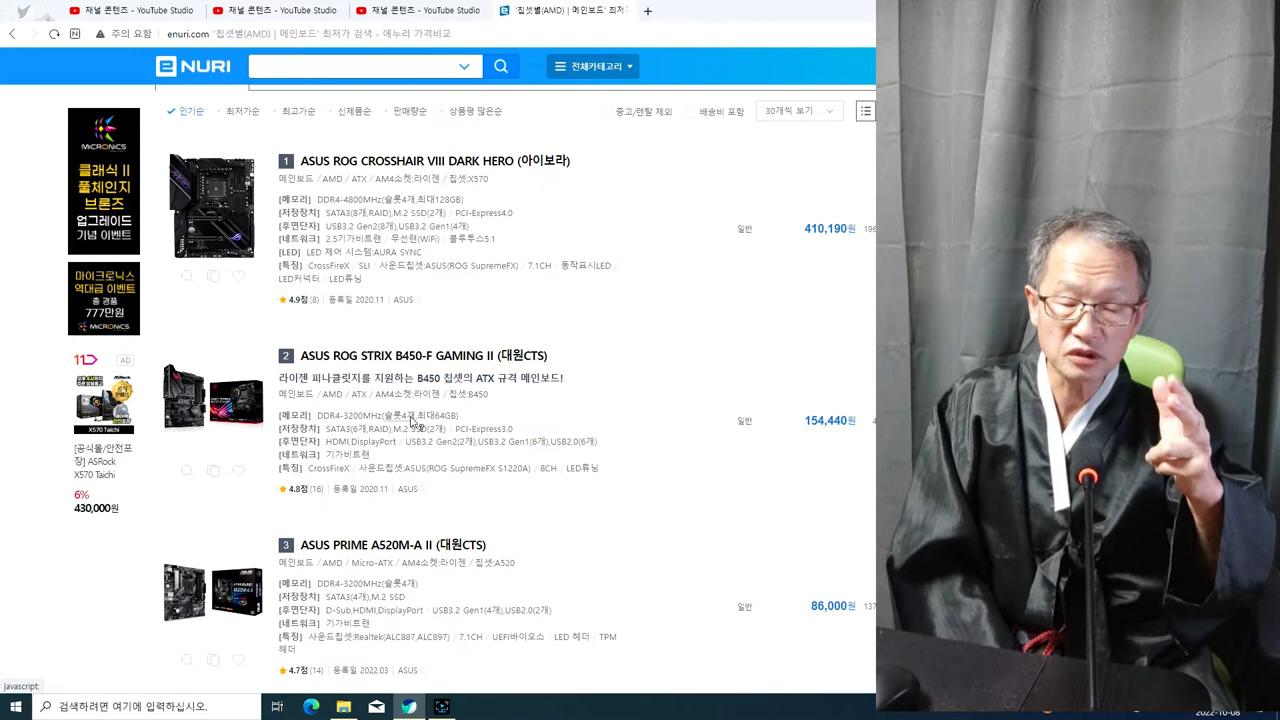 채널 콘텐츠 - YouTube Studio
채널 콘텐츠 - YouTube Studio
채널 콘텐츠 - YouTube Studio
'칩셋별(AMD) | 메인보드' 최저가
주의 요함 enuri.com '칩셋별(AMD) | 메인보드' 최저가 검색 - 에누리 가격비교
ENURI
전체카테고리
인기순 최저가순 최고가순 신제품순 판매량순 상품평 많은순
중고/렌탈 제외 배송비 포함 30개씩 보기
MICRONICS
클래식 II
풀체인지
브론즈
업그레이드
기념 이벤트
마이크로닉스
역대급 이벤트
총 경품
777만원
MICRONICS
11 AD
X570 Taichi
[공식몰/안전포
장] ASRock
X570 Taichi
6%
430,000원
1 ASUS ROG CROSSHAIR VIII DARK HERO (아이보라)
메인보드 / AMD / ATX / AM4소켓:라이젠 / 칩셋:X570
[메모리] DDR4-4800MHz(슬롯4개,최대128GB)
[저장장치] SATA3(8개,RAID),M.2 SSD(2개) / PCI-Express4.0
[후면단자] USB3.2 Gen2(8개),USB3.2 Gen1(4개)
[네트워크] 2.5기가비트랜 / 무선랜(WiFi) / 블루투스5.1
[LED] LED 제어 시스템:AURA SYNC
[특징] CrossFireX / SLI / 사운드칩셋:ASUS(ROG SupremeFX) / 7.1CH / 동작표시LED /
LED커넥터 / LED튜닝
4.9점 (8) 등록일 2020.11 ASUS
일반 410,190원 196
2 ASUS ROG STRIX B450-F GAMING II (대원CTS)
라이젠 피나클릿지를 지원하는 B450 칩셋의 ATX 규격 메인보드!
메인보드 / AMD / ATX / AM4소켓:라이젠 / 칩셋:B450
[메모리] DDR4-3200MHz(슬롯4개,최대64GB)
[저장장치] SATA3(6개,RAID),M.2 SSD(2개) / PCI-Express3.0
[후면단자] HDMI,DisplayPort / USB3.2 Gen2(2개),USB3.2 Gen1(6개),USB2.0(6개)
[네트워크] 기가비트랜
[특징] CrossFireX / 사운드칩셋:ASUS(ROG SupremeFX S1220A) / 8CH / LED튜닝
4.8점 (16) 등록일 2020.11 ASUS
일반 154,440원
3 ASUS PRIME A520M-A II (대원CTS)
메인보드 / AMD / Micro-ATX / AM4소켓:라이젠 / 칩셋:A520
[메모리] DDR4-3200MHz(슬롯4개)
[저장장치] SATA3(4개),M.2 SSD
[후면단자] D-Sub,HDMI,DisplayPort / USB3.2 Gen1(4개),USB2.0(2개)
[네트워크] 기가비트랜
[특징] 사운드칩셋:Realtek(ALC887,ALC897) / 7.1CH / UEFI바이오스 / LED 헤더 / TPM
헤더
4.7점 (14) 등록일 2022.03 ASUS
일반 86,000원 137
javascript:
검색하려면 여기에 입력하십시오.
2022-10-08